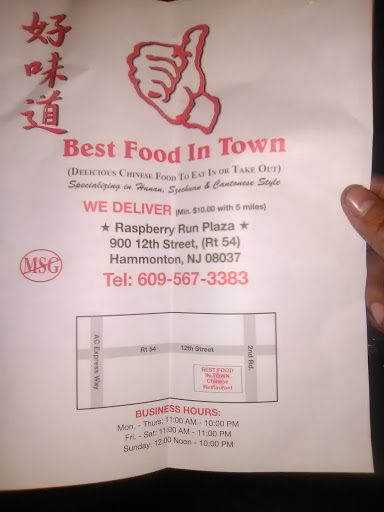 好味道
Best Food In Town
(Delicious Chinese Food To Eat In or Take Out)
Specializing in Hunan, Szechuan & Cantonese Style
WE DELIVER (Min. $10.00 with 5 miles)
★ Raspberry Run Plaza ★
900 12th Street, (Rt 54)
Hammonton, NJ 08037
MSG
Tel: 609-567-3383
AC Express Way
Rt 54
12th Street
2nd Rd.
BEST FOOD
IN TOWN
Chinese
Restaurant
BUSINESS HOURS:
Mon. - Thurs: 11:00 AM - 10:00 PM
Fri. - Sat: 11:00 AM - 11:00 PM
Sunday: 12:00 Noon - 10:00 PM